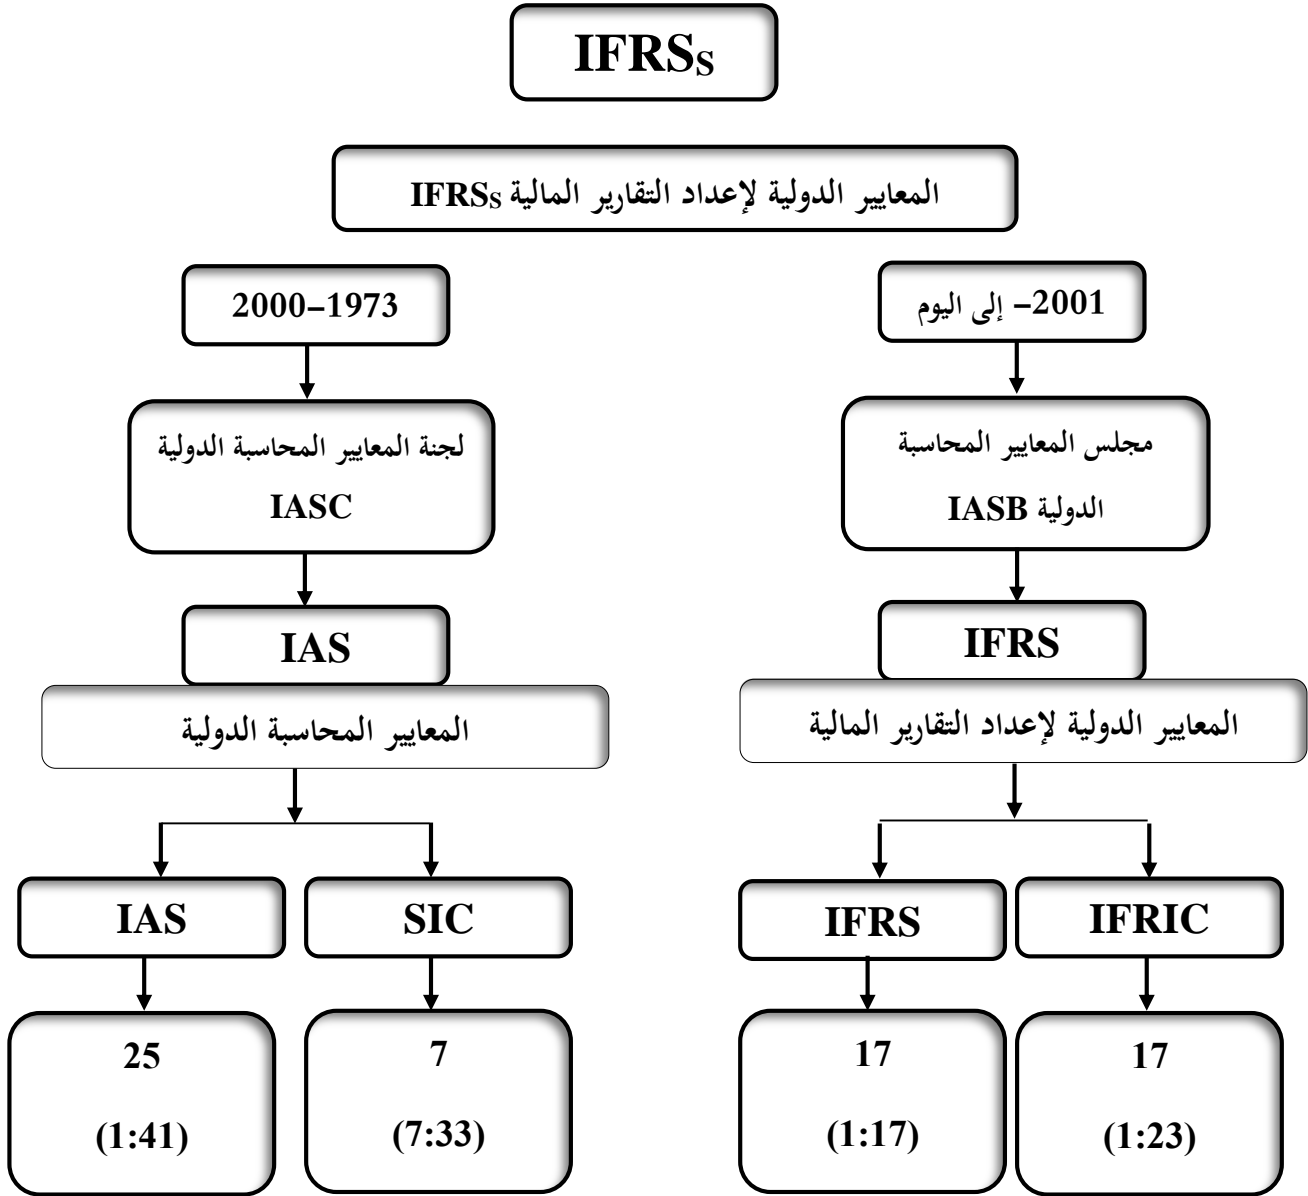 IFRSS
المعايير الدولية لإعداد التقارير المالية IFRSS
2001– إلى اليوم
مجلس المعايير المحاسبة
الدولية IASB
IFRS
المعايير الدولية لإعداد التقارير المالية
IFRS
17
(1:17)
IFRIC
17
(1:23)
2000–1973
لجنة المعايير المحاسبة الدولية
IASC
IAS
المعايير المحاسبة الدولية
IAS
25
(1:41)
SIC
7
(7:33)